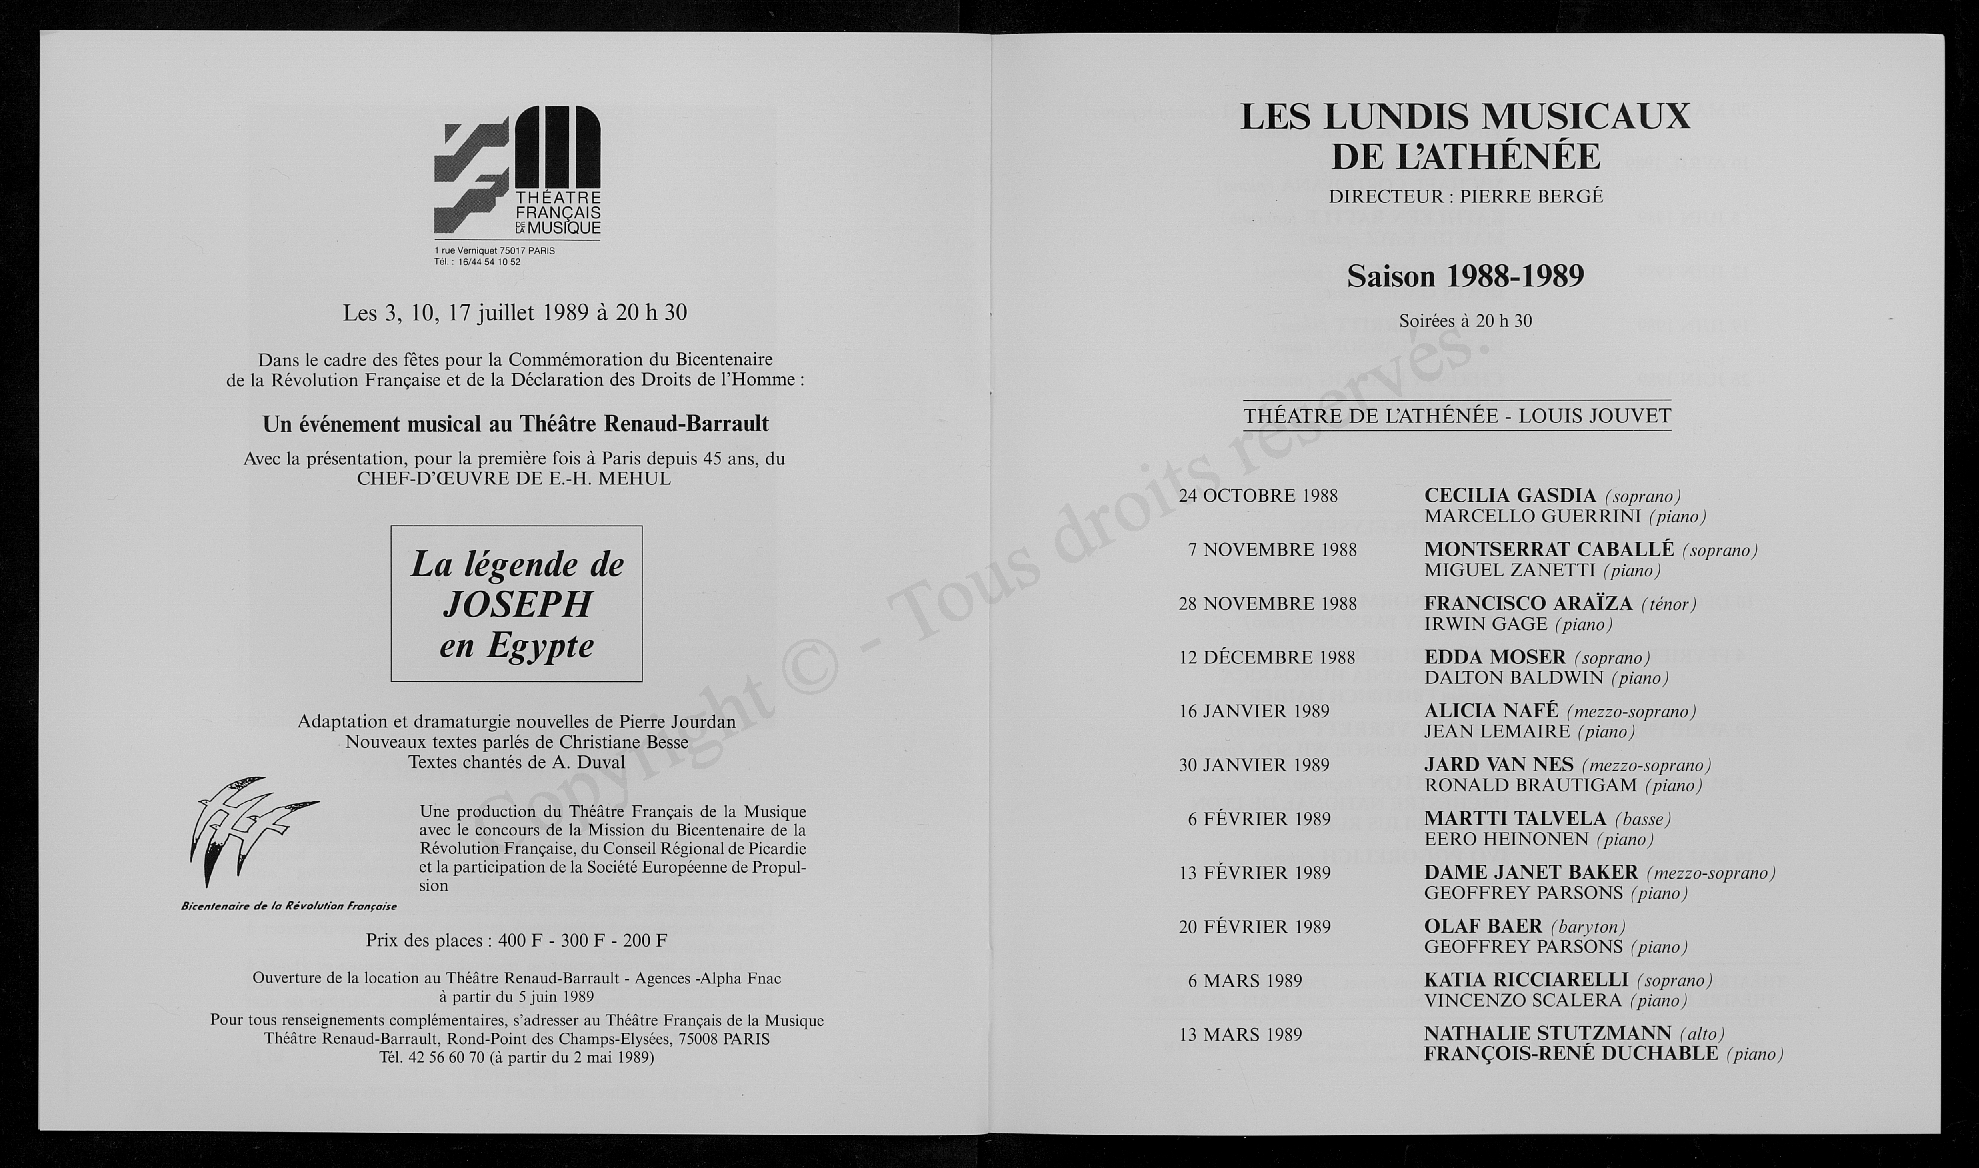 THÉATRE
FRANÇAIS
DE LA MUSIQUE
1 rue Verniquet 75017 PARIS
Tél. : 16/44 54 10 52
Les 3, 10, 17 juillet 1989 à 20 h 30
Dans le cadre des fêtes pour la Commémoration du Bicentenaire
de la Révolution Française et de la Déclaration des Droits de l'Homme :
Un événement musical au Théâtre Renaud-Barrault
Avec la présentation, pour la première fois à Paris depuis 45 ans, du
CHEF-D'ŒUVRE DE E.-H. MEHUL
La légende de
JOSEPH
en Egypte
Adaptation et dramaturgie nouvelles de Pierre Jourdan
Nouveaux textes parlés de Christiane Besse
Textes chantés de A. Duval
Une production du Théâtre Français de la Musique
avec le concours de la Mission du Bicentenaire de la
Révolution Française, du Conseil Régional de Picardie
et la participation de la Société Européenne de Propul-
sion
Bicentenaire de la Révolution Française
Prix des places : 400 F - 300 F - 200 F
Ouverture de la location au Théâtre Renaud-Barrault - Agences -Alpha Fnac
à partir du 5 juin 1989
Pour tous renseignements complémentaires, s'adresser au Théâtre Français de la Musique
Théâtre Renaud-Barrault, Rond-Point des Champs-Elysées, 75008 PARIS
Tél. 42 56 60 70 (à partir du 2 mai 1989)
LES LUNDIS MUSICAUX
DE L'ATHÉNÉE
DIRECTEUR : PIERRE BERGÉ
Saison 1988-1989
Soirées à 20 h 30
THÉATRE DE L'ATHÉNÉE - LOUIS JOUVET
24 OCTOBRE 1988 CECILIA GASDIA (soprano)
MARCELLO GUERRINI (piano)
7 NOVEMBRE 1988 MONTSERRAT CABALLÉ (soprano)
MIGUEL ZANETTI (piano)
28 NOVEMBRE 1988 FRANCISCO ARAÏZA (ténor)
IRWIN GAGE (piano)
12 DÉCEMBRE 1988 EDDA MOSER (soprano)
DALTON BALDWIN (piano)
16 JANVIER 1989 ALICIA NAFÉ (mezzo-soprano)
JEAN LEMAIRE (piano)
30 JANVIER 1989 JARD VAN NES (mezzo-soprano)
RONALD BRAUTIGAM (piano)
6 FÉVRIER 1989 MARTTI TALVELA (basse)
EERO HEINONEN (piano)
13 FÉVRIER 1989 DAME JANET BAKER (mezzo-soprano)
GEOFFREY PARSONS (piano)
20 FÉVRIER 1989 OLAF BAER (baryton)
GEOFFREY PARSONS (piano)
6 MARS 1989 KATIA RICCIARELLI (soprano)
VINCENZO SCALERA (piano)
13 MARS 1989 NATHALIE STUTZMANN (alto)
FRANÇOIS-RENÉ DUCHABLE (piano)
Copyright © - Tous droits réservés.